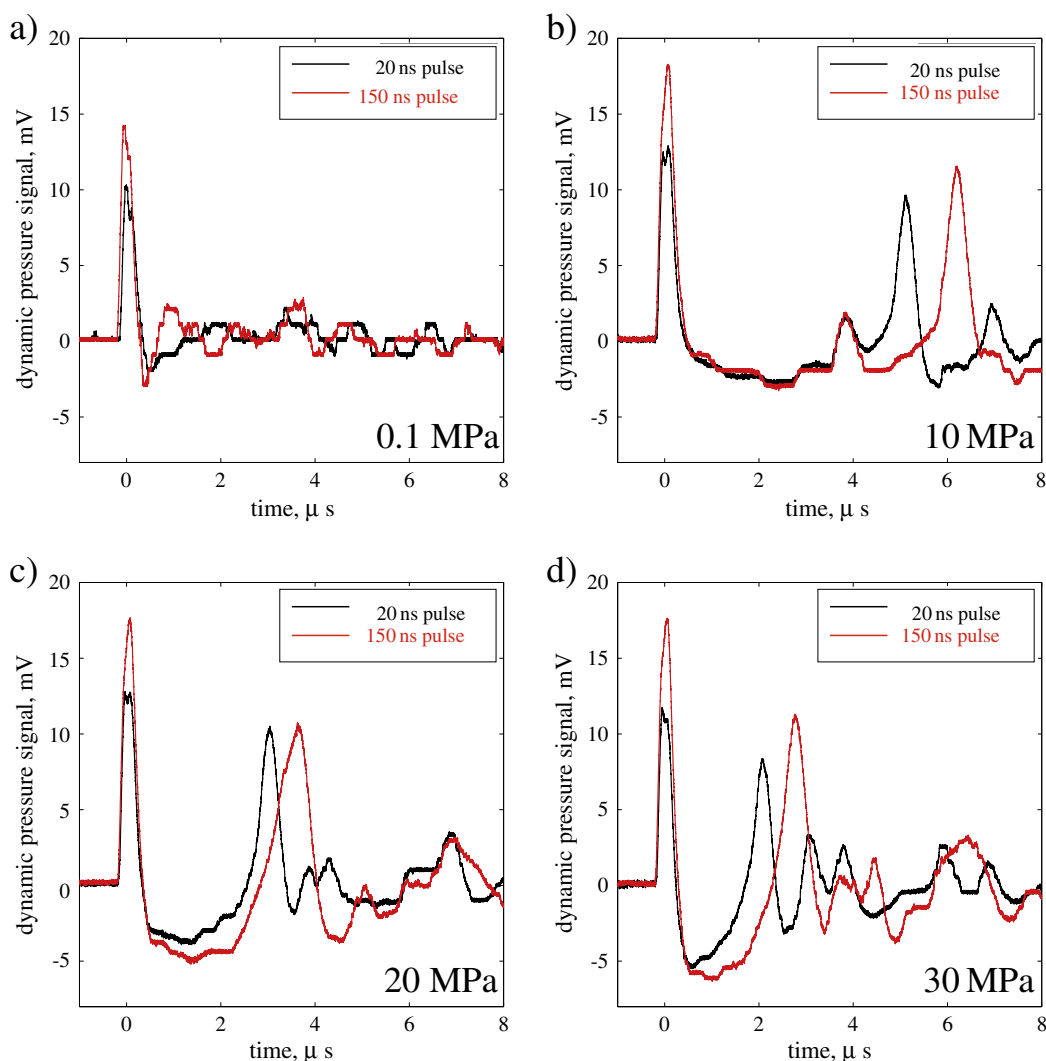 a)
dynamic pressure signal, mV
20
15
10
5
0
-5
20 ns pulse
150 ns pulse
0.1 MPa
0 2 4 6 8
time, μ s
b)
dynamic pressure signal, mV
20
15
10
5
0
-5
20 ns pulse
150 ns pulse
10 MPa
0 2 4 6 8
time, μ s
c)
dynamic pressure signal, mV
20
15
10
5
0
-5
20 ns pulse
150 ns pulse
20 MPa
0 2 4 6 8
time, μ s
d)
dynamic pressure signal, mV
20
15
10
5
0
-5
20 ns pulse
150 ns pulse
30 MPa
0 2 4 6 8
time, μ s